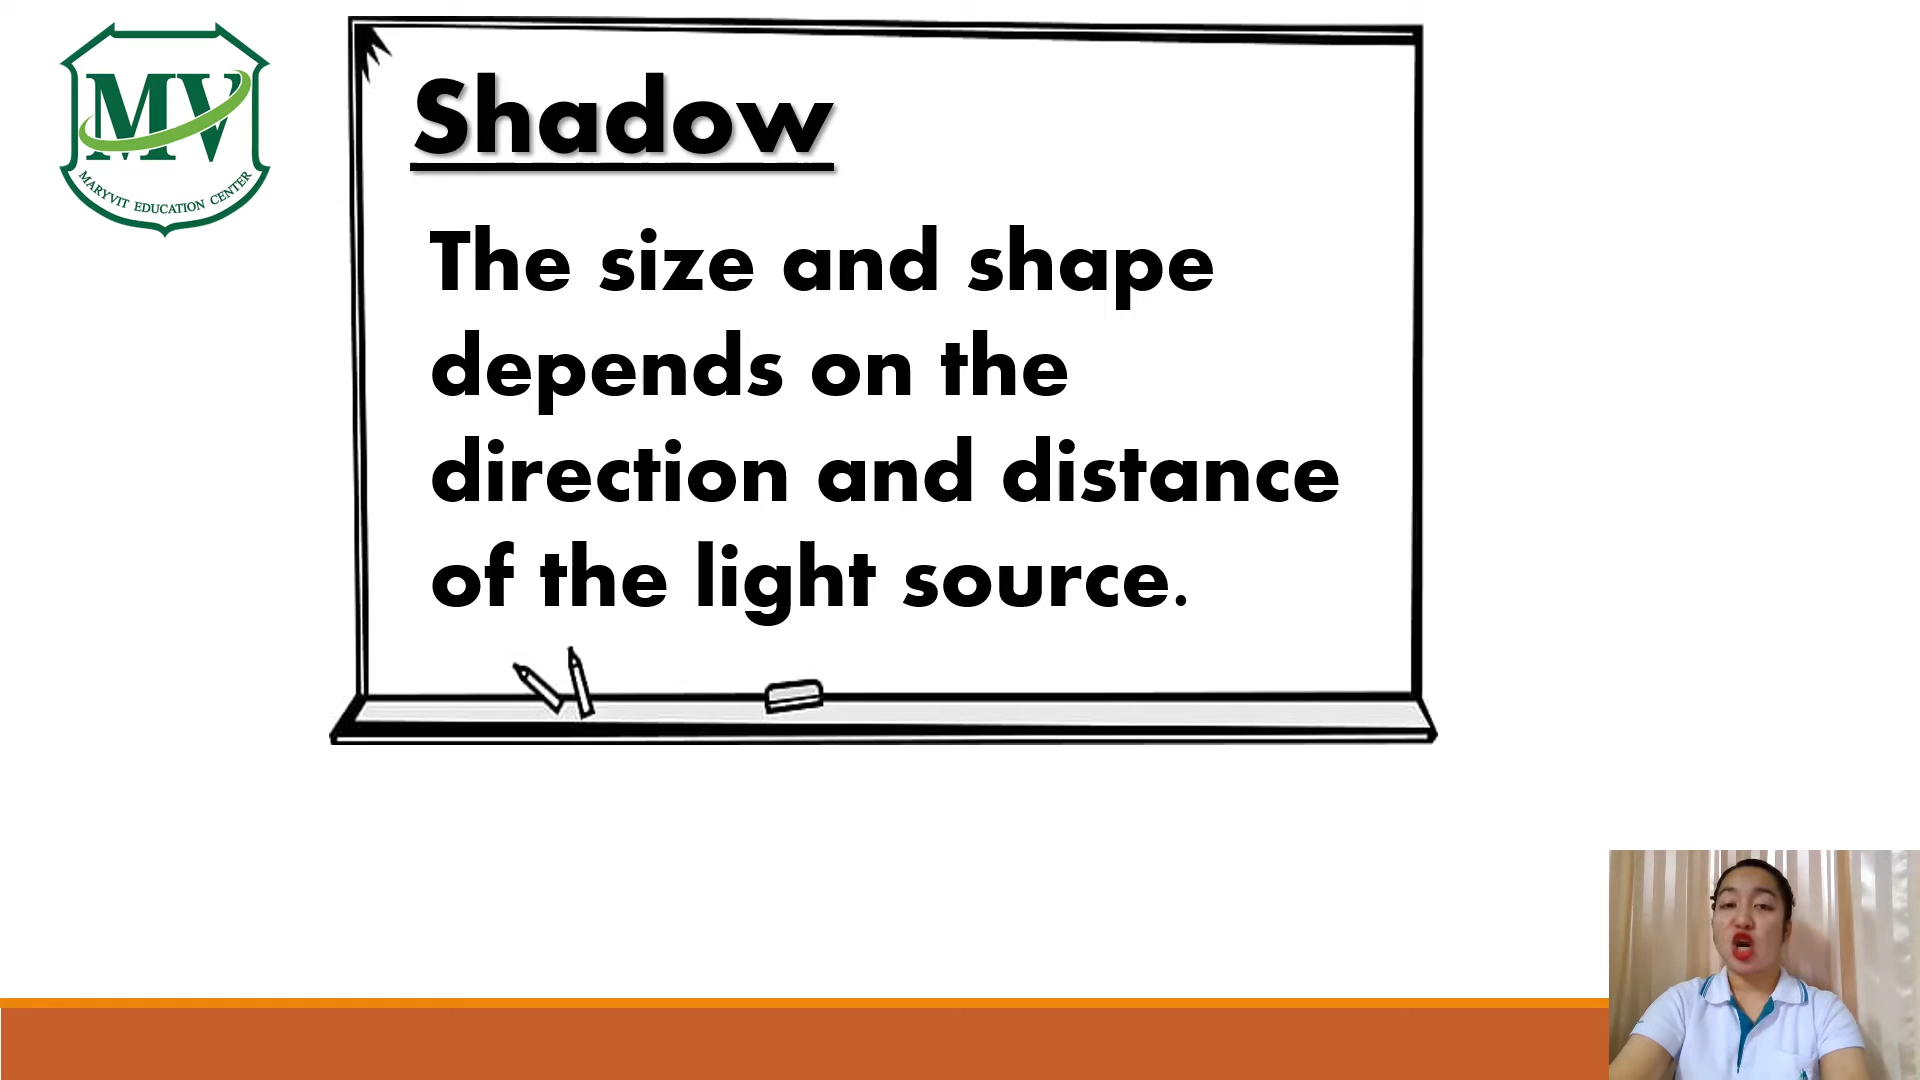 MV
MARYVIT EDUCATION CENTER
Shadow
The size and shape
depends on the
direction and distance
of the light source.